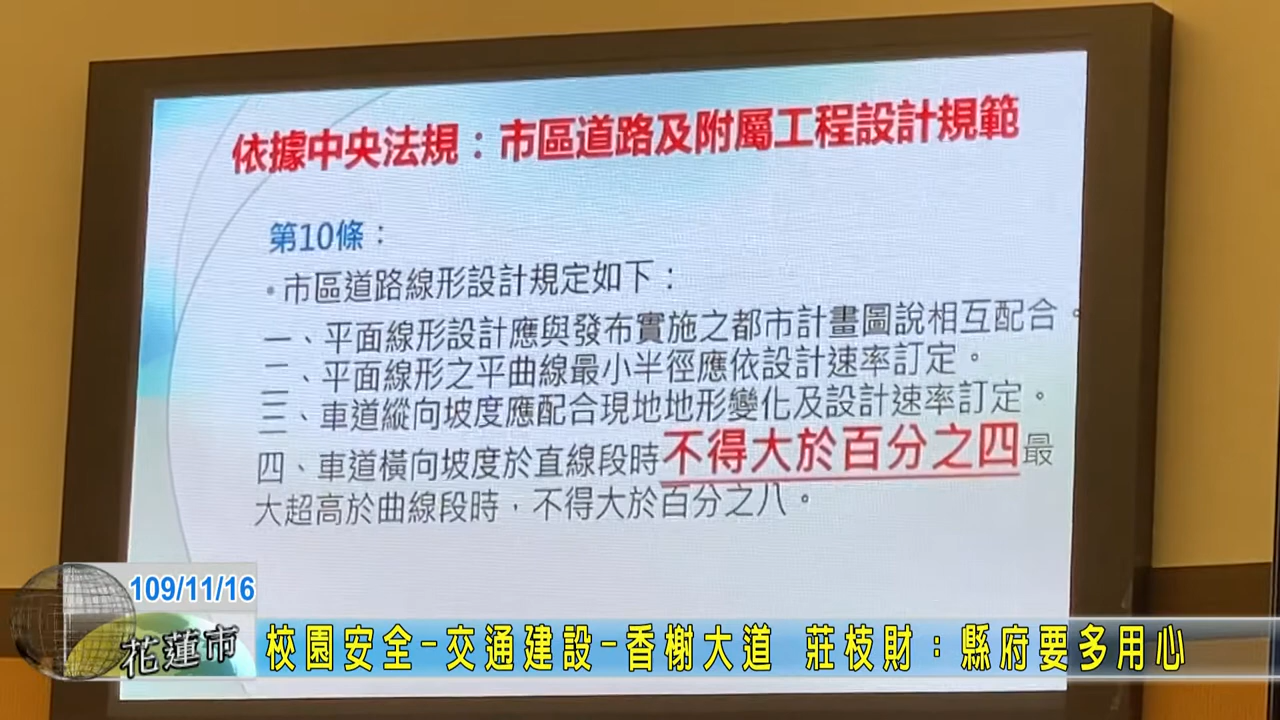 依據中央法規：市區道路及附屬工程設計規範
第10條：
•市區道路線形設計規定如下：
一、平面線形設計應與發布實施之都市計畫圖說相互配合。
二、平面線形之平曲線最小半徑應依設計速率訂定。
三、車道縱向坡度應配合現地地形變化及設計速率訂定。
四、車道橫向坡度於直線段時不得大於百分之四最
大超高於曲線段時，不得大於百分之八。
109/11/16
花蓮市
校園安全-交通建設-香榭大道 莊枝財：縣府要多用心